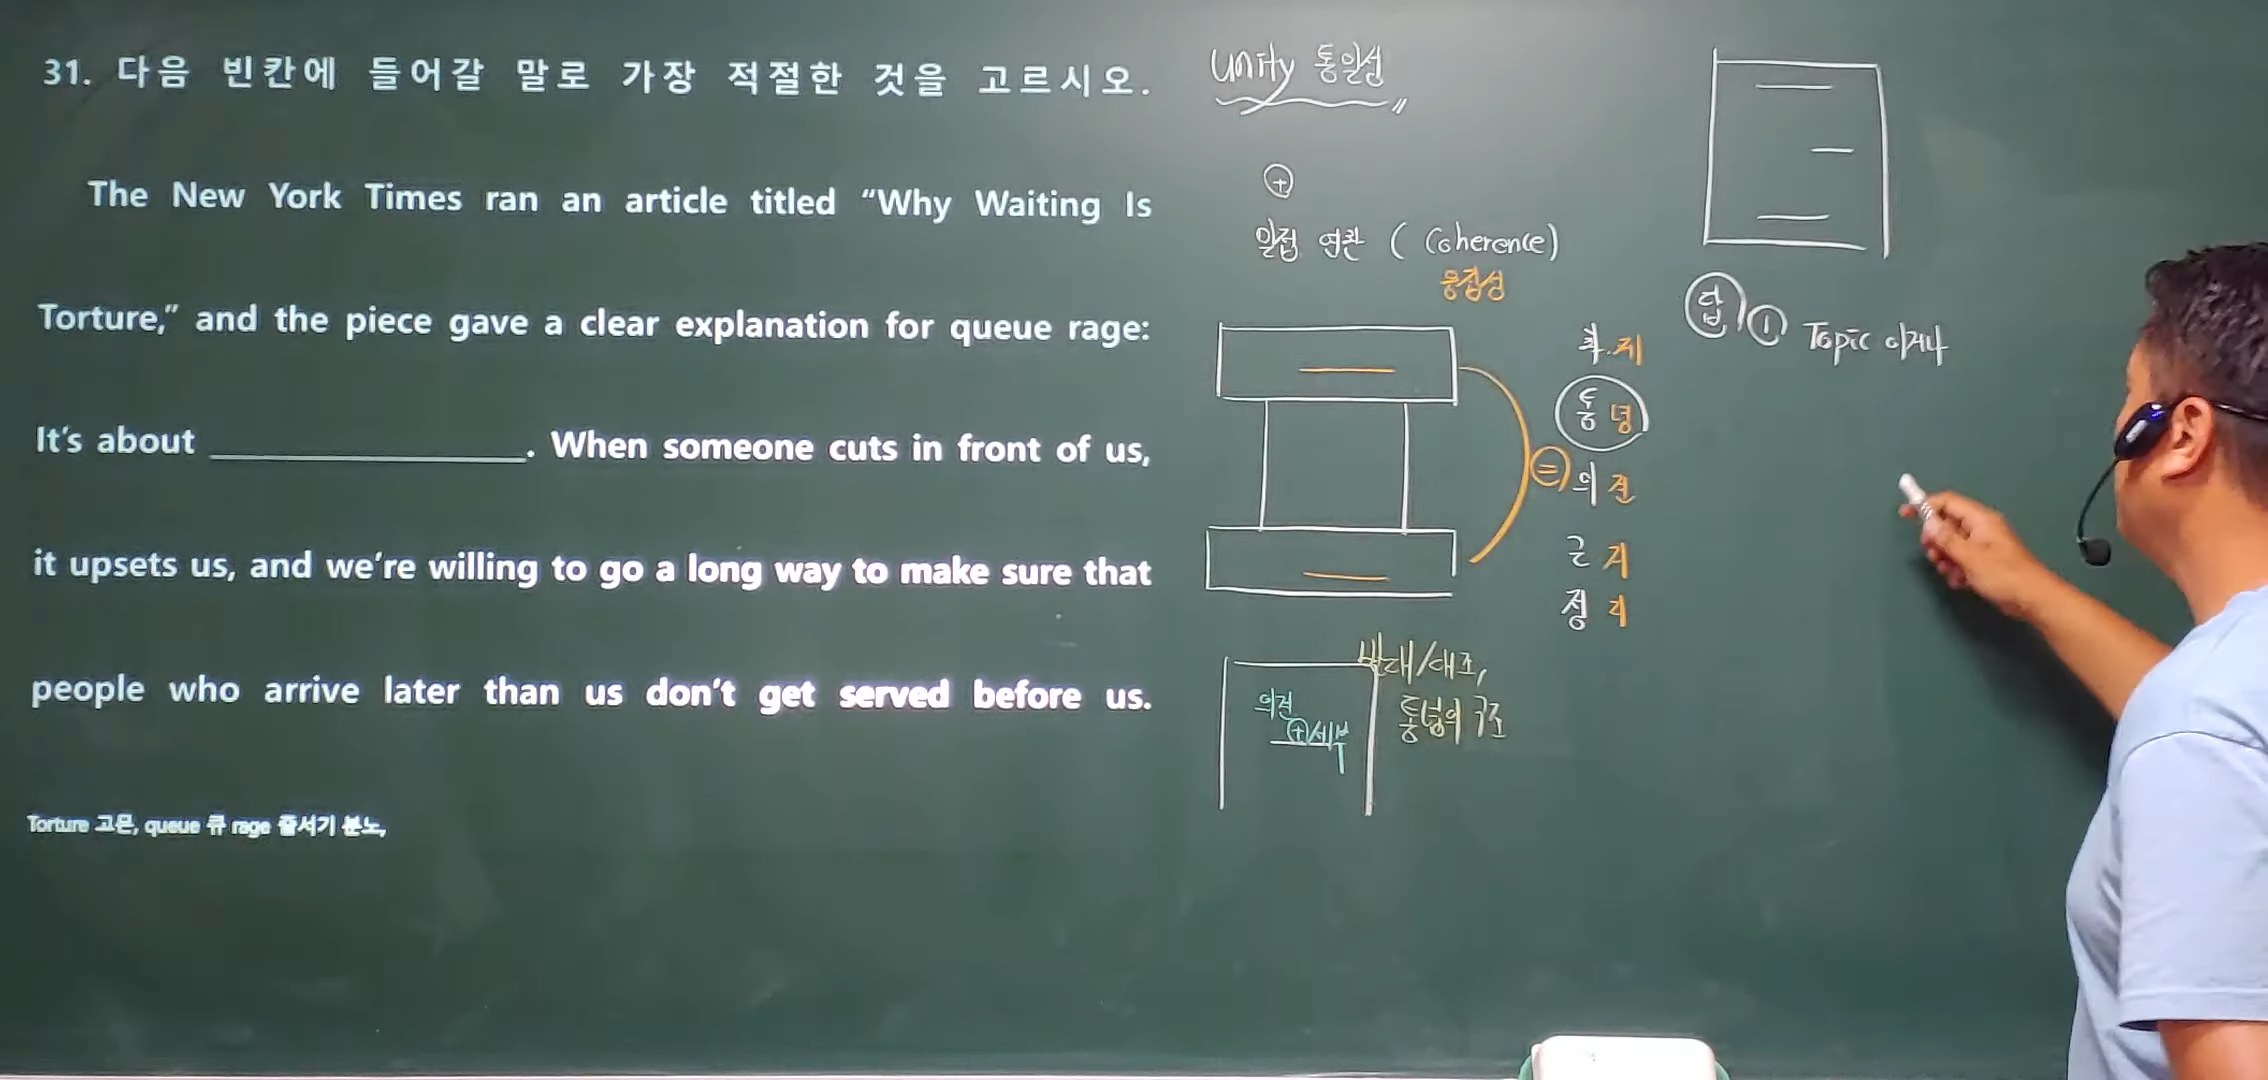 31. 다음 빈칸에 들어갈 말로 가장 적절한 것을 고르시오.
The New York Times ran an article titled “Why Waiting Is
Torture,” and the piece gave a clear explanation for queue rage:
It’s about ____________. When someone cuts in front of us,
it upsets us, and we’re willing to go a long way to make sure that
people who arrive later than us don’t get served before us.
Torture 고문, queue 큐 rage 줄서기 분노,
Unity 통일성
+
밀접 연관 ( Coherence)
응집성
주.제
통념
=
의견
근거
정리
반대/대조,
통념의 구조
의견
+세부
답 ① Topic 이거나